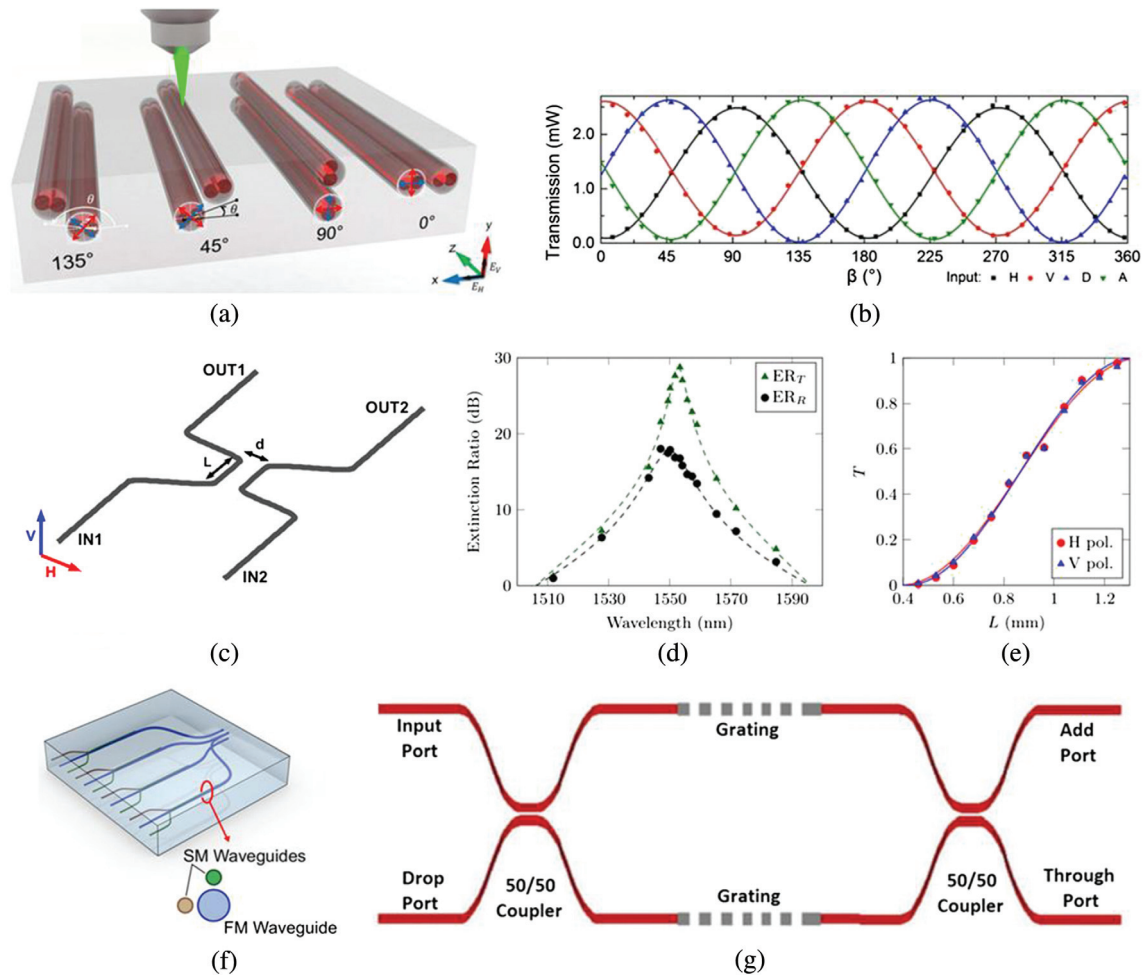 θ
135°
θ
45°
90°
0°
y
z
x
E_V
E_H
(a)
Transmission (mW)
2.0
1.0
0.0
0 45 90 135 180 225 270 315 360
β (°)
Input: H V D A
(b)
OUT1
OUT2
d
L
IN1
IN2
V
H
(c)
Extinction Ratio (dB)
30
20
10
0
ER_T
ER_R
1510 1530 1550 1570 1590
Wavelength (nm)
(d)
T
1
0.8
0.6
0.4
0.2
0
H pol.
V pol.
0.4 0.6 0.8 1 1.2
L (mm)
(e)
SM Waveguides
FM Waveguide
(f)
Input
Port
Grating
Add
Port
Drop
Port
50/50
Coupler
Grating
50/50
Coupler
Through
Port
(g)